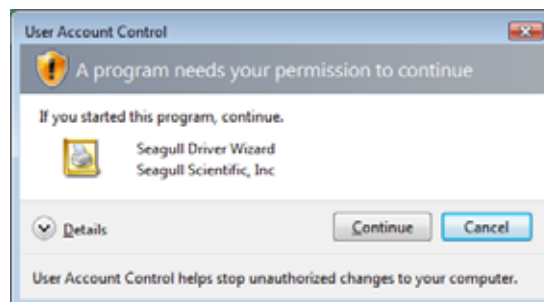 User Account Control
A program needs your permission to continue
If you started this program, continue.
Seagull Driver Wizard
Seagull Scientific, Inc
Details
Continue
Cancel
User Account Control helps stop unauthorized changes to your computer.